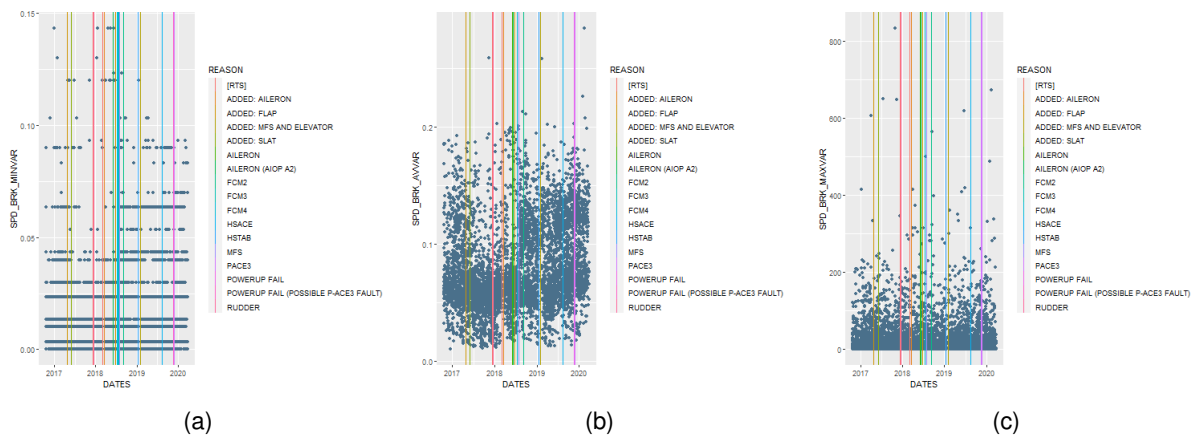 SPD_BRK_MINVAR
0.15
0.10
0.05
0.00
2017 2018 2019 2020
DATES
REASON
[RTS]
ADDED: AILERON
ADDED: FLAP
ADDED: MFS AND ELEVATOR
ADDED: SLAT
AILERON
AILERON (AIOP A2)
FCM2
FCM3
FCM4
HSACE
HSTAB
MFS
PACE3
POWERUP FAIL
POWERUP FAIL (POSSIBLE P-ACE3 FAULT)
RUDDER
(a)
SPD_BRK_AVVAR
0.2
0.1
0.0
2017 2018 2019 2020
DATES
REASON
[RTS]
ADDED: AILERON
ADDED: FLAP
ADDED: MFS AND ELEVATOR
ADDED: SLAT
AILERON
AILERON (AIOP A2)
FCM2
FCM3
FCM4
HSACE
HSTAB
MFS
PACE3
POWERUP FAIL
POWERUP FAIL (POSSIBLE P-ACE3 FAULT)
RUDDER
(b)
SPD_BRK_MAXVAR
800
600
400
200
0
2017 2018 2019 2020
DATES
REASON
[RTS]
ADDED: AILERON
ADDED: FLAP
ADDED: MFS AND ELEVATOR
ADDED: SLAT
AILERON
AILERON (AIOP A2)
FCM2
FCM3
FCM4
HSACE
HSTAB
MFS
PACE3
POWERUP FAIL
POWERUP FAIL (POSSIBLE P-ACE3 FAULT)
RUDDER
(c)